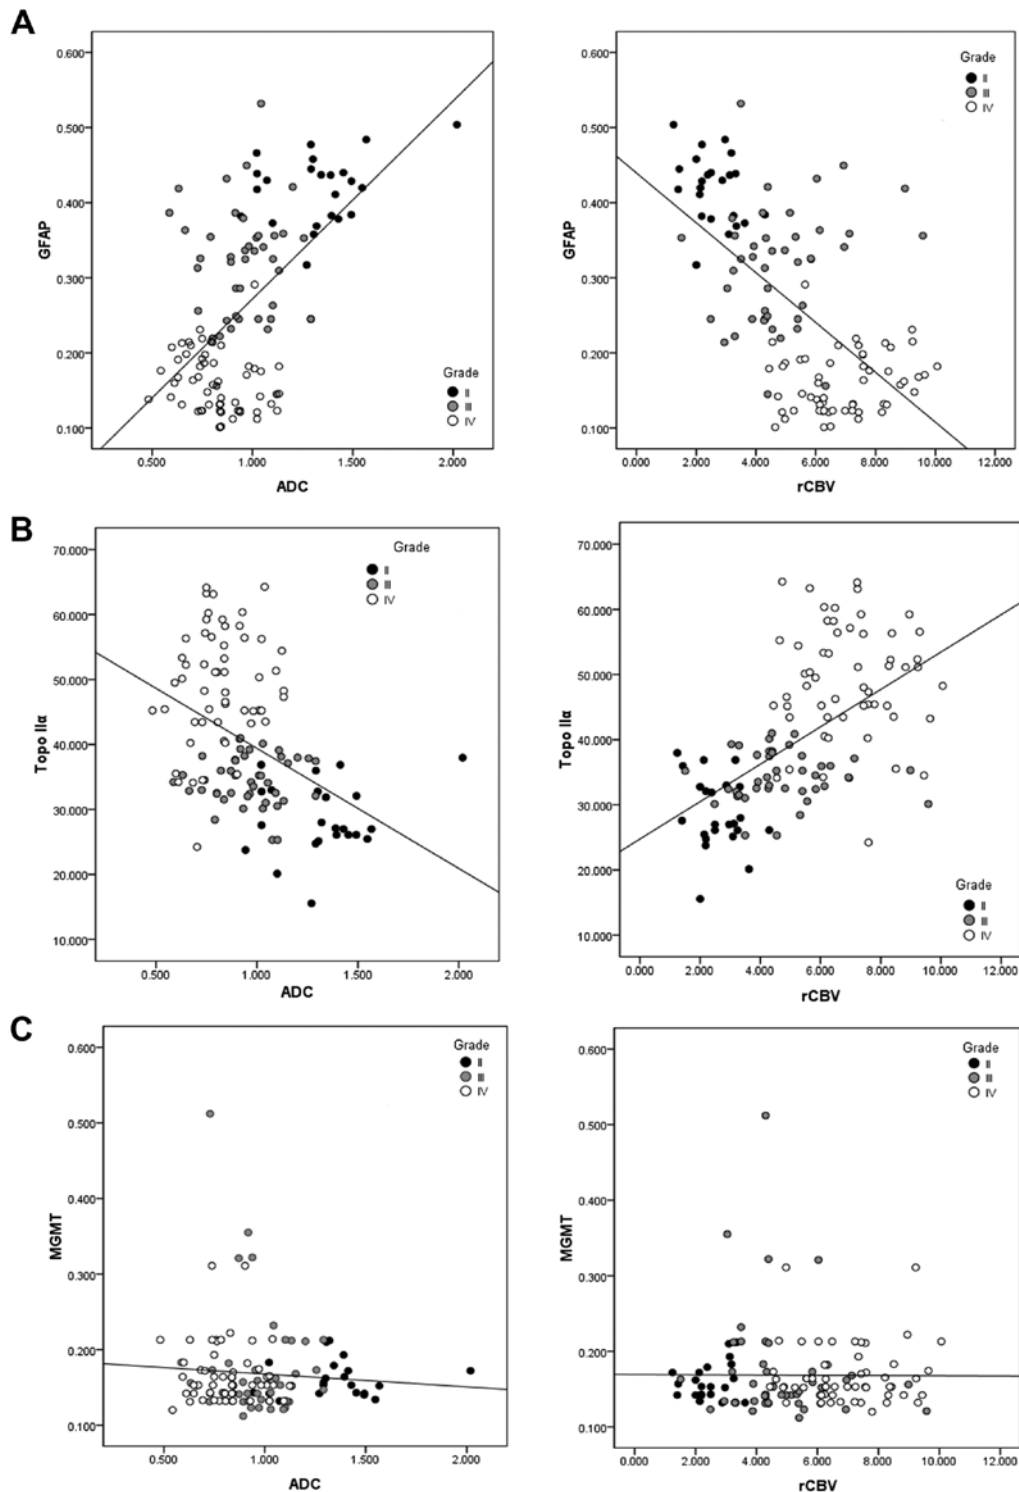 A
0.600
0.500
0.400
0.300
0.200
0.100
GFAP
Grade
II
III
IV
0.500
1.000
1.500
2.000
ADC
0.600
0.500
0.400
0.300
0.200
0.100
GFAP
Grade
II
III
IV
0.000
2.000
4.000
6.000
8.000
10.000
12.000
rCBV
B
70.000
60.000
50.000
40.000
30.000
20.000
10.000
Topo IIα
Grade
II
III
IV
0.500
1.000
1.500
2.000
ADC
70.000
60.000
50.000
40.000
30.000
20.000
10.000
Topo IIα
Grade
II
III
IV
0.000
2.000
4.000
6.000
8.000
10.000
12.000
rCBV
C
0.600
0.500
0.400
0.300
0.200
0.100
MGMT
Grade
II
III
IV
0.500
1.000
1.500
2.000
ADC
0.600
0.500
0.400
0.300
0.200
0.100
MGMT
Grade
II
III
IV
0.000
2.000
4.000
6.000
8.000
10.000
12.000
rCBV